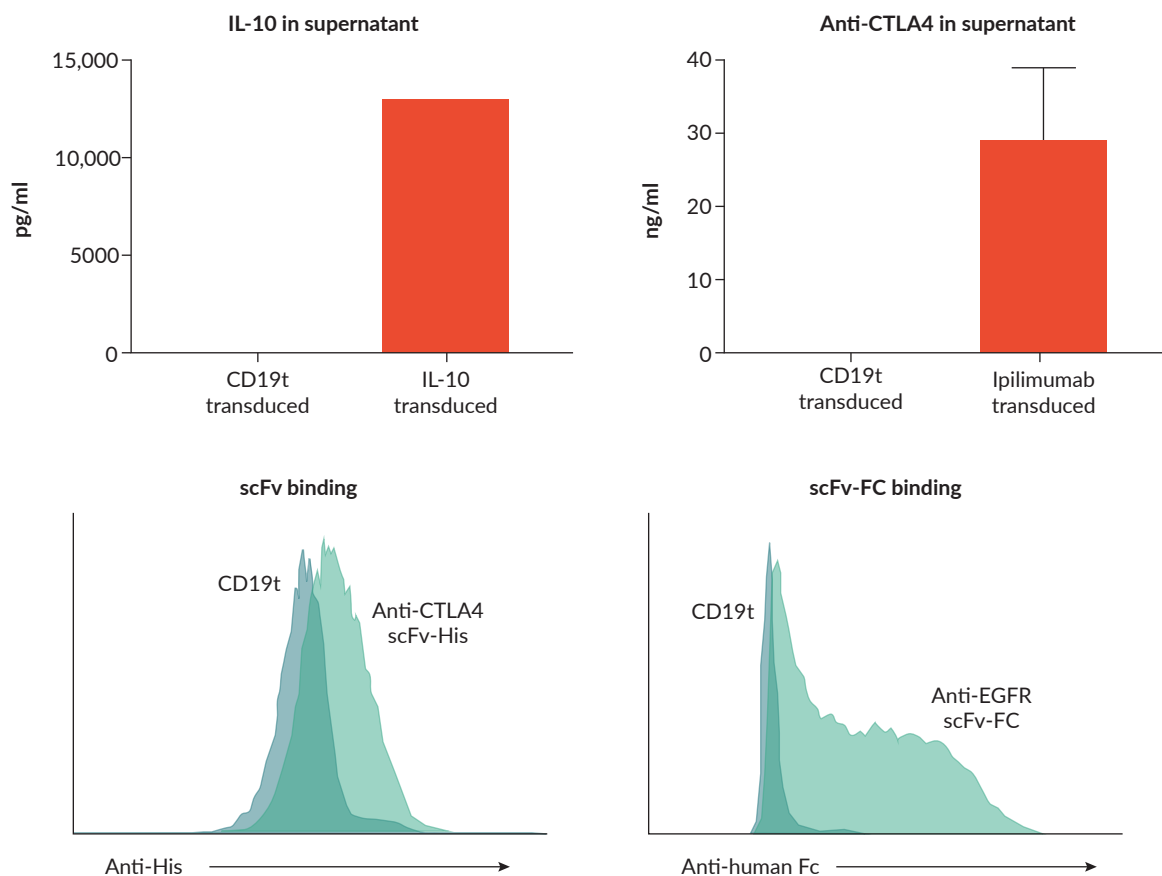 IL-10 in supernatant
15,000
10,000
5000
0
pg/ml
CD19t
transduced
IL-10
transduced
Anti-CTLA4 in supernatant
40
30
20
10
0
ng/ml
CD19t
transduced
Ipilimumab
transduced
scFv binding
CD19t
Anti-CTLA4
scFv-His
Anti-His
scFv-FC binding
CD19t
Anti-EGFR
scFv-FC
Anti-human Fc